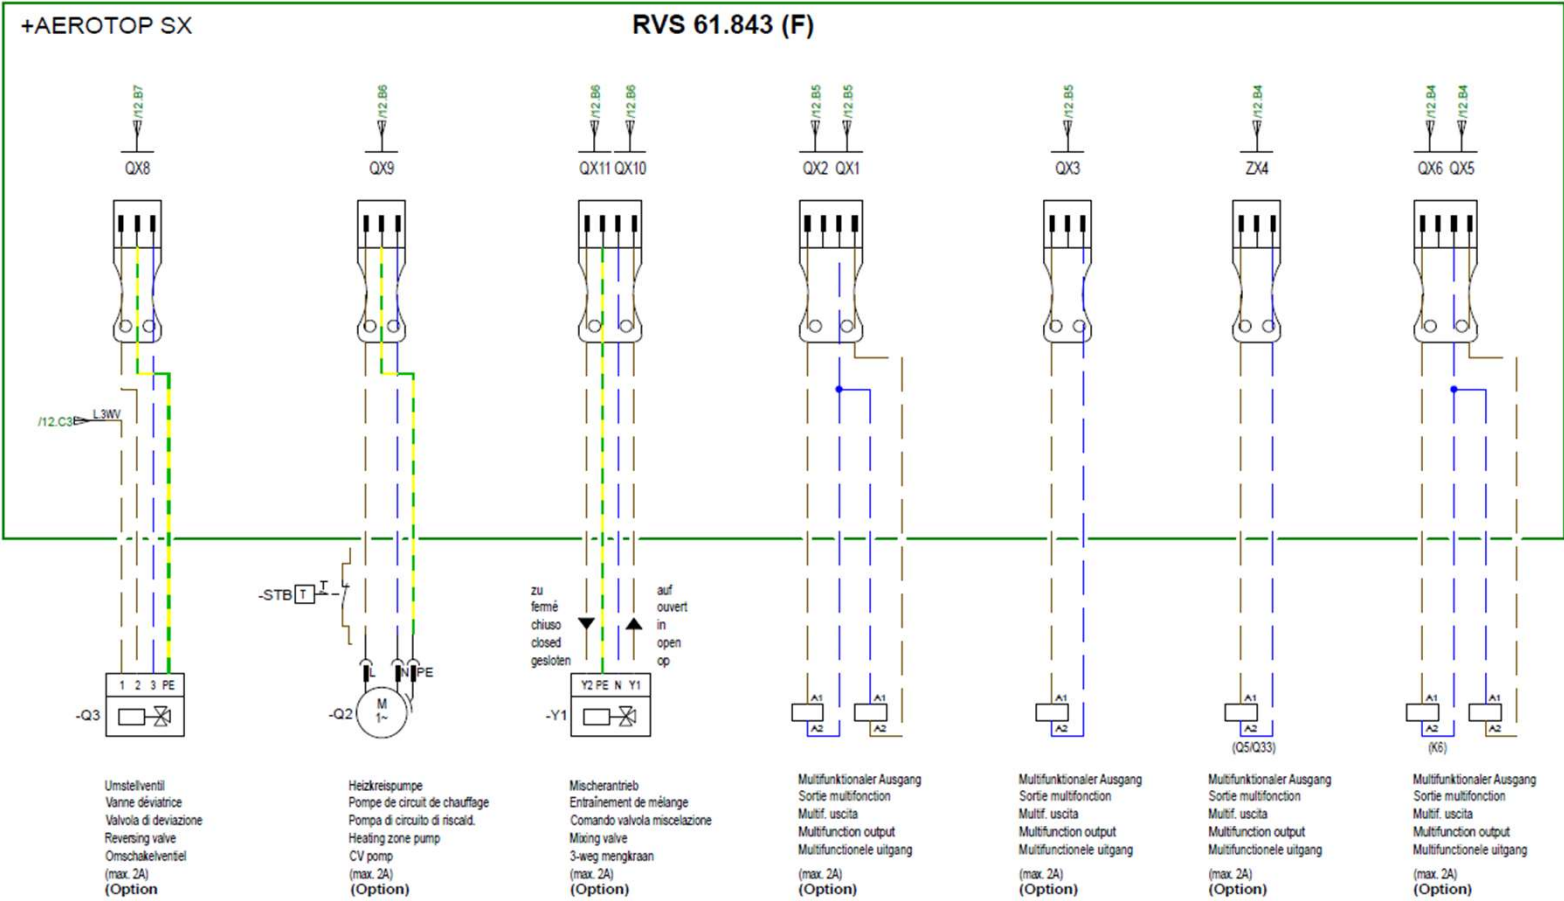 +AEROTOP SX
RVS 61.843 (F)
/12.B7
/12.B6
/12.B6
/12.B6
/12.B5
/12.B5
/12.B5
/12.B4
/12.B4
/12.B4
QX8
QX9
QX11 QX10
QX2 QX1
QX3
ZX4
QX6 QX5
/12.C3
L.3WV
-STB
T
T
zu
fermé
chiuso
closed
gesloten
auf
ouvert
in
open
op
1 2 3 PE
-Q3
L
N
PE
-Q2
M
1~
Y2 PE N Y1
-Y1
A1
A2
A1
A2
A1
A2
A1
A2
(Q5/Q33)
A1
A2
(K6)
A1
A2
Umstellventil
Vanne déviatrice
Valvola di deviazione
Reversing valve
Omschakelventiel
(max. 2A)
(Option
Heizkreispumpe
Pompe de circuit de chauffage
Pompa di circuito di riscald.
Heating zone pump
CV pomp
(max. 2A)
(Option)
Mischerantrieb
Entraînement de mélange
Comando valvola miscelazione
Mixing valve
3-weg mengkraan
(max. 2A)
(Option)
Multifunktionaler Ausgang
Sortie multifonction
Multif. uscita
Multifunction output
Multifunctionele uitgang
(max. 2A)
(Option)
Multifunktionaler Ausgang
Sortie multifonction
Multif. uscita
Multifunction output
Multifunctionele uitgang
(max. 2A)
(Option)
Multifunktionaler Ausgang
Sortie multifonction
Multif. uscita
Multifunction output
Multifunctionele uitgang
(max. 2A)
(Option)
Multifunktionaler Ausgang
Sortie multifonction
Multif. uscita
Multifunction output
Multifunctionele uitgang
(max. 2A)
(Option)